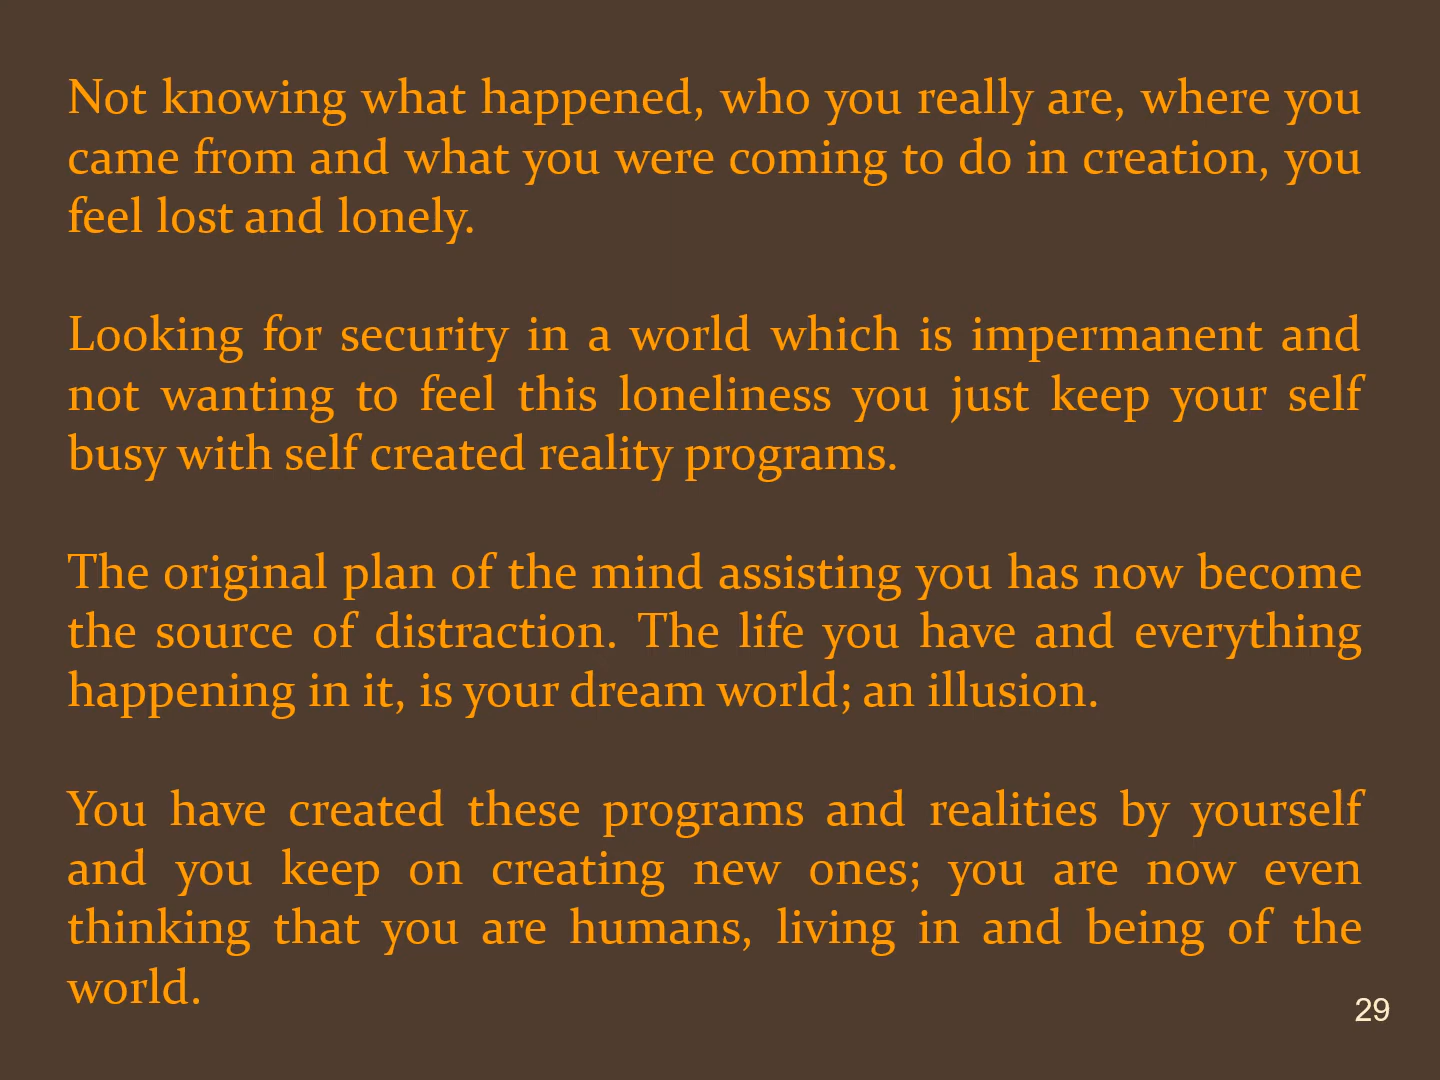 Not knowing what happened, who you really are, where you
came from and what you were coming to do in creation, you
feel lost and lonely.
Looking for security in a world which is impermanent and
not wanting to feel this loneliness you just keep your self
busy with self created reality programs.
The original plan of the mind assisting you has now become
the source of distraction. The life you have and everything
happening in it, is your dream world; an illusion.
You have created these programs and realities by yourself
and you keep on creating new ones; you are now even
thinking that you are humans, living in and being of the
world.
29